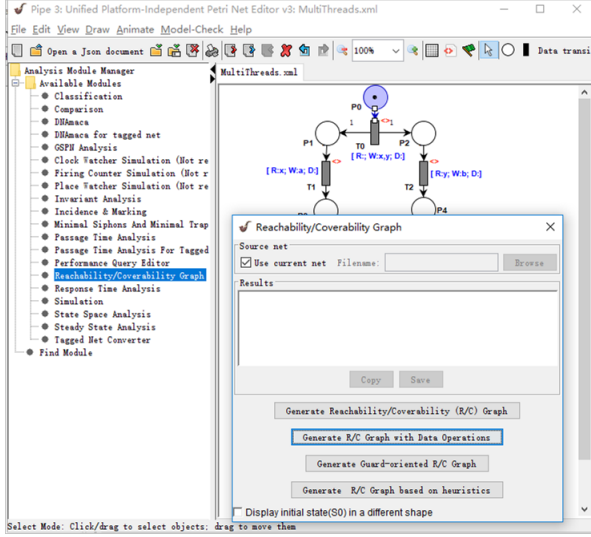 Pipe 3: Unified Platform-Independent Petri Net Editor v3: MultiThreads.xml
File Edit View Draw Animate Model-Check Help
Open a Json document 100% Data transi
Analysis Module Manager
Available Modules
Classification
Comparison
DNAmaca
DNAmaca for tagged net
GSPN Analysis
Clock Watcher Simulation (Not re
Firing Counter Simulation (Not r
Place Watcher Simulation (Not re
Invariant Analysis
Incidence & Marking
Minimal Siphons And Minimal Trap
Passage Time Analysis
Passage Time Analysis For Tagged
Performance Query Editor
Reachability/Coverability Graph
Response Time Analysis
Simulation
State Space Analysis
Steady State Analysis
Tagged Net Converter
Find Module
MultiThreads.xml
P0
1 <>1
P1 T0 P2
[ R:; W:x,y; D:]
<> <>
[ R:x; W:a; D:] [ R:y; W:b; D:]
T1 T2
P4
Reachability/Coverability Graph
Source net
Use current net Filename: Browse
Results
Copy Save
Generate Reachability/Coverability (R/C) Graph
Generate R/C Graph with Data Operations
Generate Guard-oriented R/C Graph
Generate R/C Graph based on heuristics
Display initial state(S0) in a different shape
Select Mode: Click/drag to select objects; drag to move them